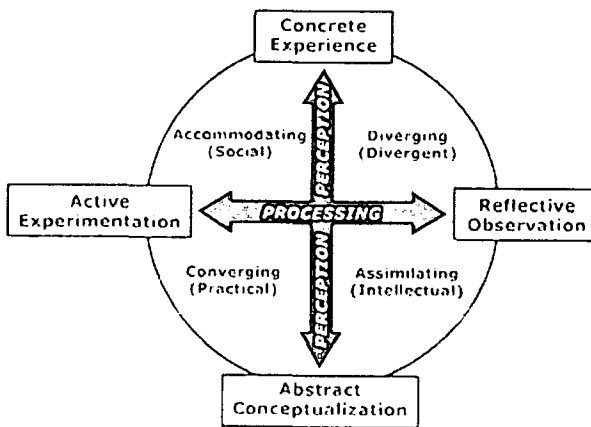 Concrete
Experience
PERCEPTION
Accommodating
(Social)
Diverging
(Divergent)
Active
Experimentation
PROCESSING
Reflective
Observation
PERCEPTION
Converging
(Practical)
Assimilating
(Intellectual)
Abstract
Conceptualization